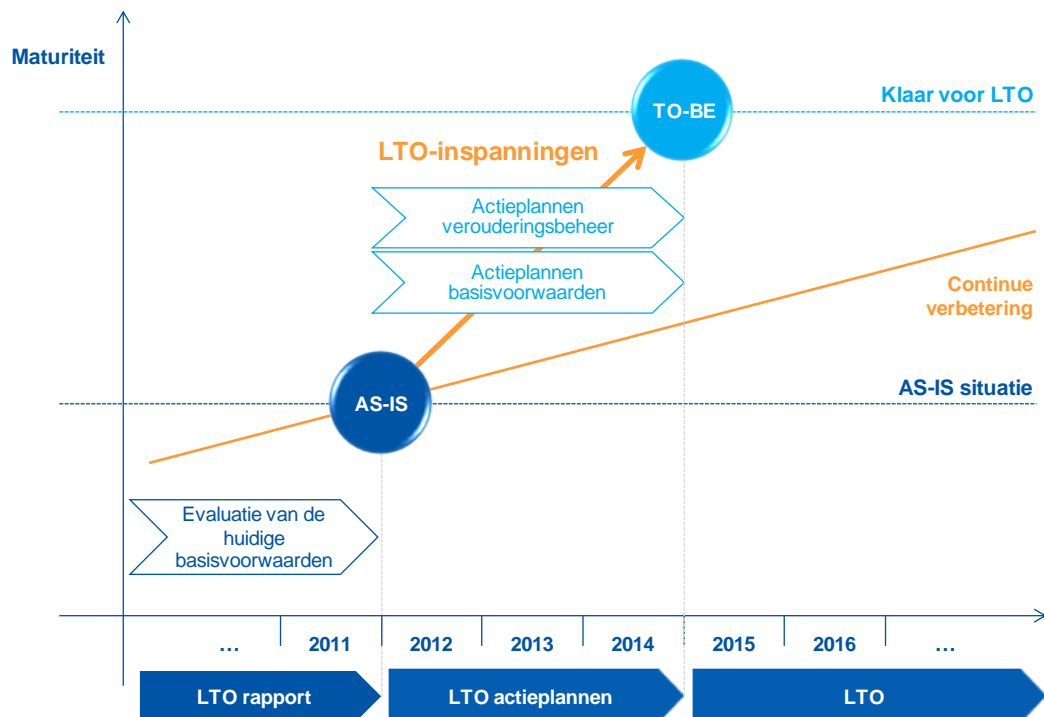 Maturiteit
Klaar voor LTO
TO-BE
LTO-inspanningen
Actieplannen
verouderingsbeheer
Actieplannen
basisvoorwaarden
Continue
verbetering
AS-IS situatie
AS-IS
Evaluatie van de
huidige
basisvoorwaarden
... 2011 2012 2013 2014 2015 2016 ...
LTO rapport LTO actieplannen LTO